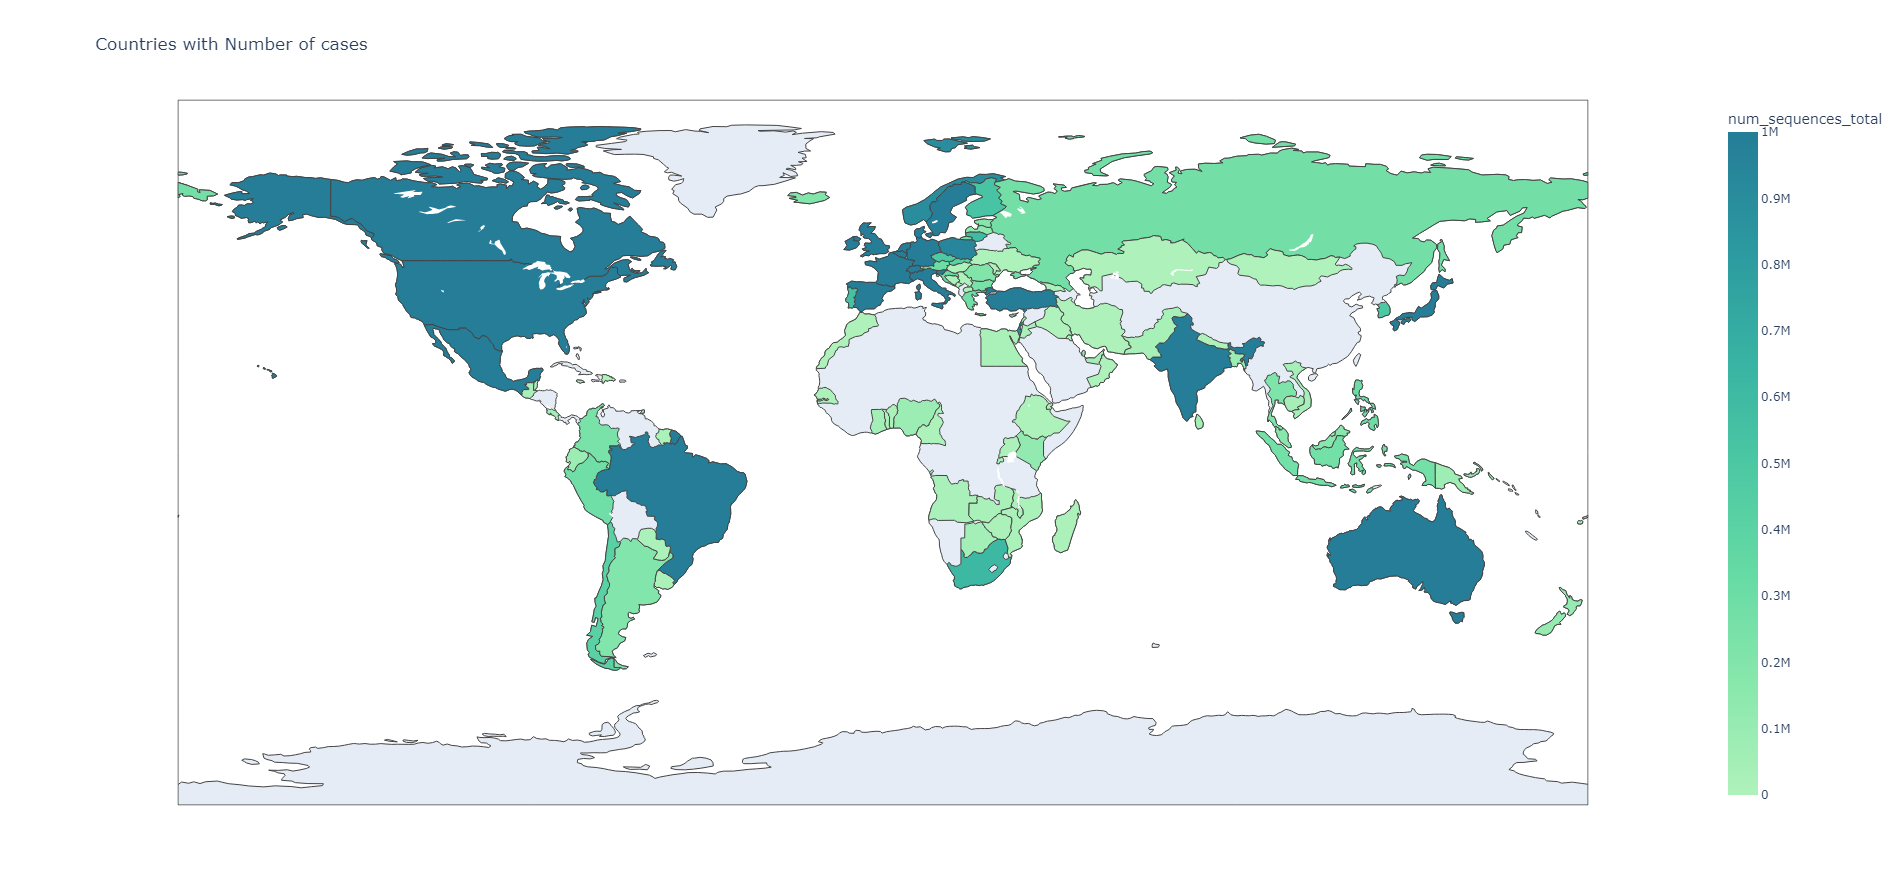 Countries with Number of cases
num_sequences_total
1M
0.9M
0.8M
0.7M
0.6M
0.5M
0.4M
0.3M
0.2M
0.1M
0